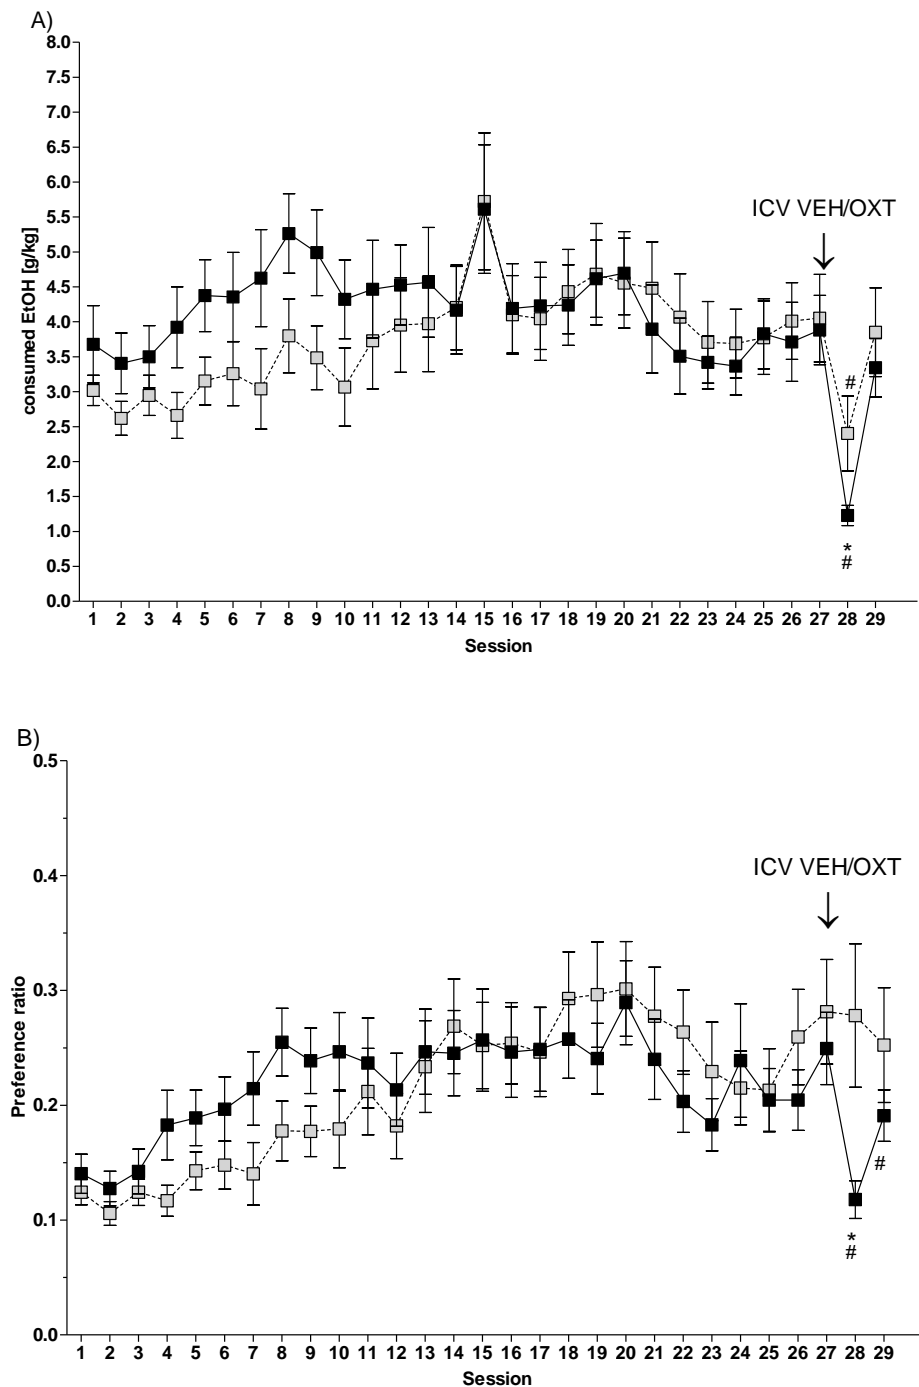 A)
8.0
7.5
7.0
6.5
6.0
5.5
5.0
4.5
4.0
3.5
3.0
2.5
2.0
1.5
1.0
0.5
0.0
consumed EtOH [g/kg]
ICV VEH/OXT
#
*
#
1 2 3 4 5 6 7 8 9 10 11 12 13 14 15 16 17 18 19 20 21 22 23 24 25 26 27 28 29
Session
B)
0.5
0.4
0.3
0.2
0.1
0.0
Preference ratio
ICV VEH/OXT
#
*
#
1 2 3 4 5 6 7 8 9 10 11 12 13 14 15 16 17 18 19 20 21 22 23 24 25 26 27 28 29
Session